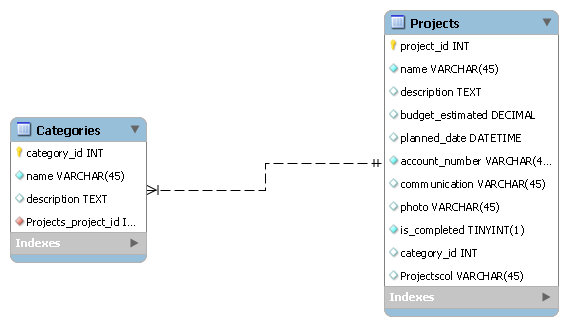 Categories
category_id INT
name VARCHAR(45)
description TEXT
Projects_project_id I...
Indexes
Projects
project_id INT
name VARCHAR(45)
description TEXT
budget_estimated DECIMAL
planned_date DATETIME
account_number VARCHAR(4...
communication VARCHAR(45)
photo VARCHAR(45)
is_completed TINYINT(1)
category_id INT
Projectscol VARCHAR(45)
Indexes